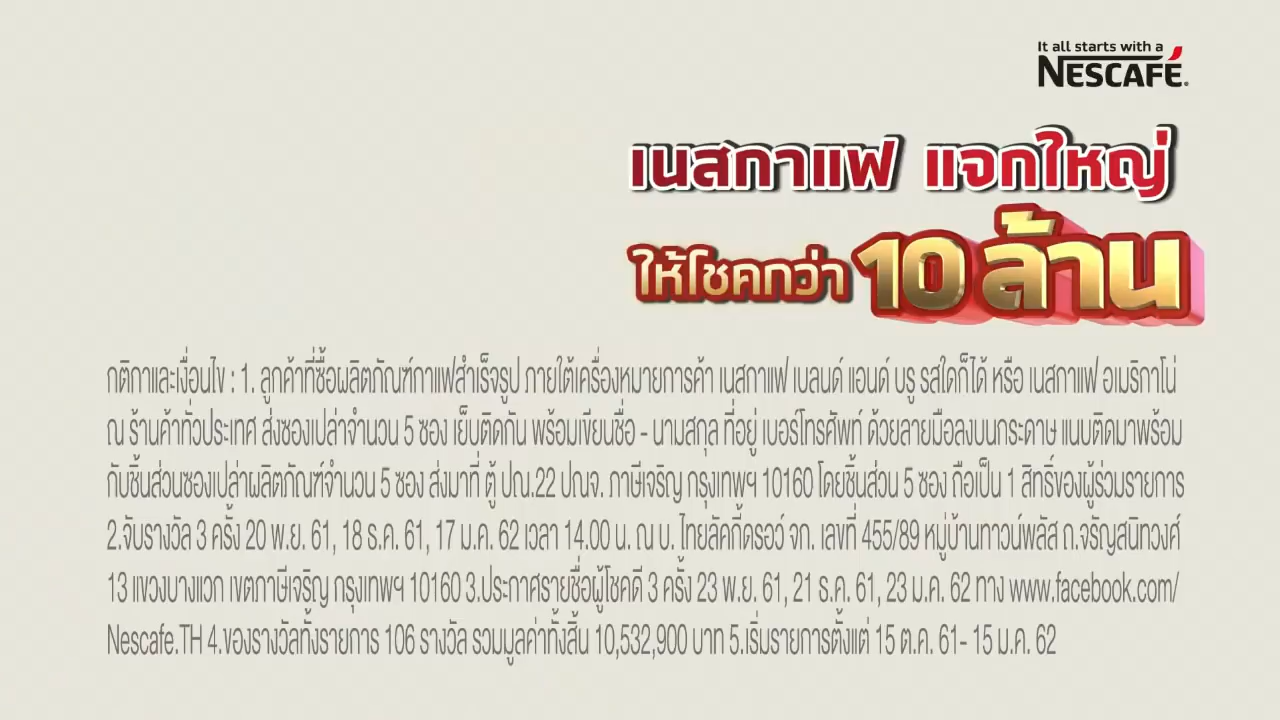 It all starts with a
NESCAFÉ.
เนสกาแฟ แจกใหญ่
ให้โชคกว่า 10 ล้าน
กติกาและเงื่อนไข : 1. ลูกค้าที่ซื้อผลิตภัณฑ์กาแฟสำเร็จรูป ภายใต้เครื่องหมายการค้า เนสกาแฟ เบลนด์ แอนด์ บรู รสใดก็ได้ หรือ เนสกาแฟ อเมริกาโน่
ณ ร้านค้าทั่วประเทศ ส่งซองเปล่าจำนวน 5 ซอง เย็บติดกัน พร้อมเขียนชื่อ - นามสกุล ที่อยู่ เบอร์โทรศัพท์ ด้วยลายมือลงบนกระดาษ แนบติดมาพร้อม
กับชิ้นส่วนซองเปล่าผลิตภัณฑ์จำนวน 5 ซอง ส่งมาที่ ตู้ ปณ.22 ปณจ. ภาษีเจริญ กรุงเทพฯ 10160 โดยชิ้นส่วน 5 ซอง ถือเป็น 1 สิทธิ์ของผู้ร่วมรายการ
2.จับรางวัล 3 ครั้ง 20 พ.ย. 61, 18 ธ.ค. 61, 17 ม.ค. 62 เวลา 14.00 น. ณ บ. ไทยลัคกี้ดรอว์ จก. เลขที่ 455/89 หมู่บ้านทาวน์พลัส ถ.จรัญสนิทวงศ์
13 แขวงบางแวก เขตภาษีเจริญ กรุงเทพฯ 10160 3.ประกาศรายชื่อผู้โชคดี 3 ครั้ง 23 พ.ย. 61, 21 ธ.ค. 61, 23 ม.ค. 62 ทาง www.facebook.com/
Nescafe.TH 4.ของรางวัลทั้งรายการ 106 รางวัล รวมมูลค่าทั้งสิ้น 10,532,900 บาท 5.เริ่มรายการตั้งแต่ 15 ต.ค. 61- 15 ม.ค. 62